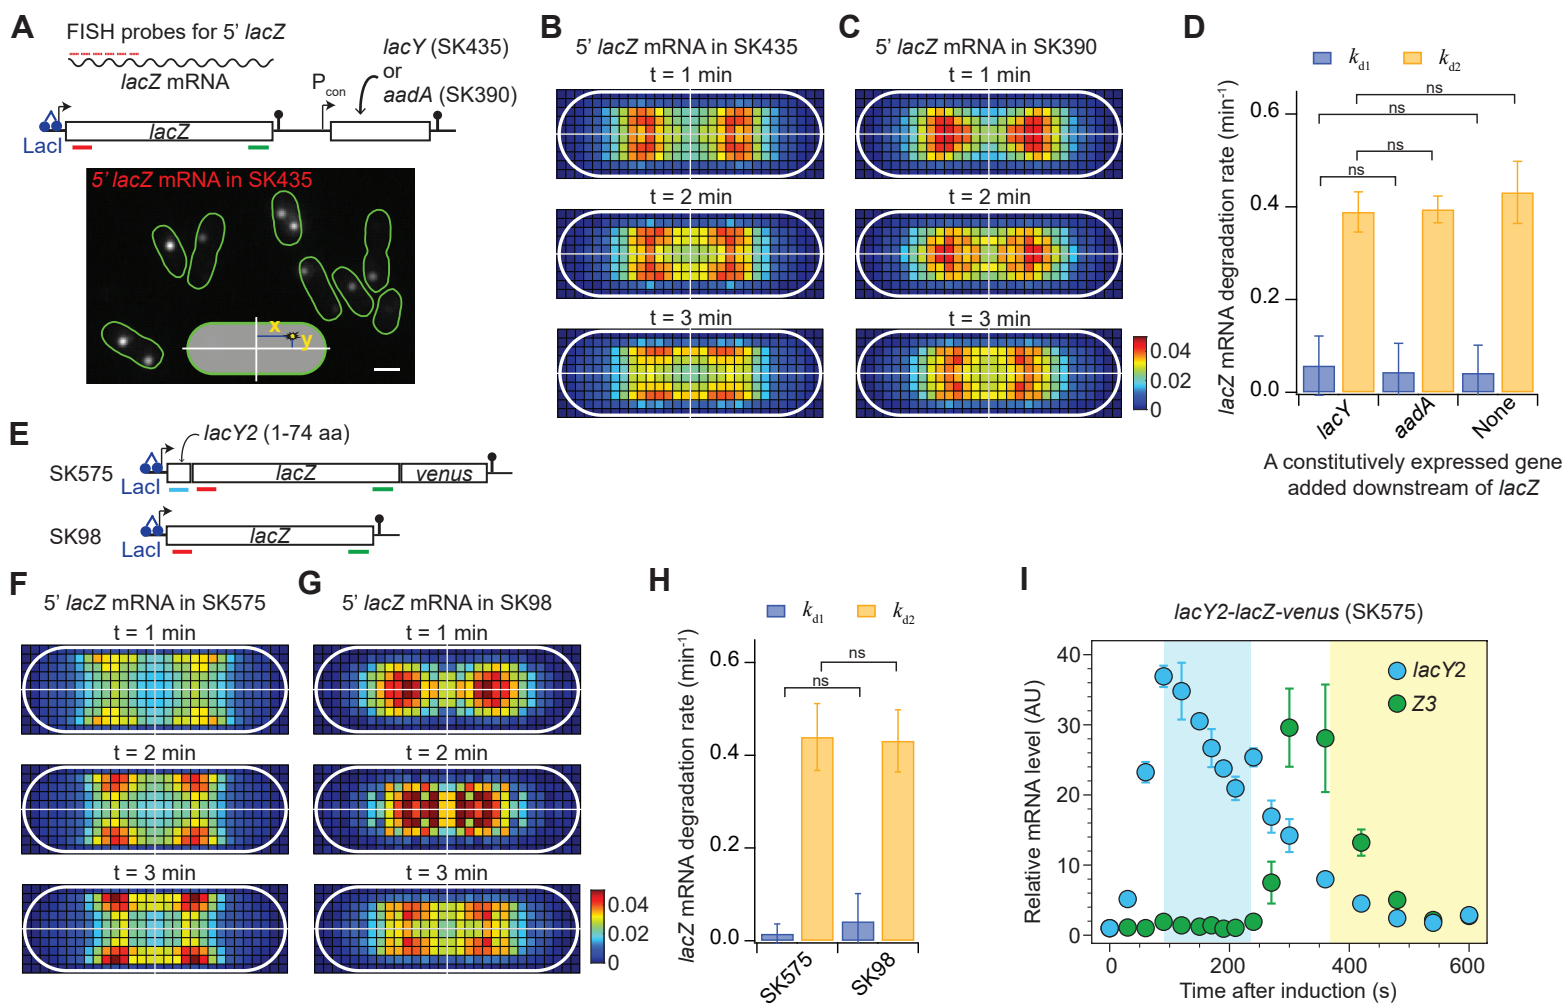 A
FISH probes for 5' lacZ
lacZ mRNA
P con
lacY (SK435)
or
aadA (SK390)
lacZ
LacI
5' lacZ mRNA in SK435
x
y
B
5' lacZ mRNA in SK435
t = 1 min
t = 2 min
t = 3 min
C
5' lacZ mRNA in SK390
t = 1 min
t = 2 min
t = 3 min
0.04
0.02
0
D
kd1
kd2
ns
ns
ns
ns
lacZ mRNA degradation rate (min-1)
0.6
0.4
0.2
0.0
lacY
aadA
None
A constitutively expressed gene
added downstream of lacZ
E
lacY2 (1-74 aa)
SK575
lacZ
venus
LacI
SK98
lacZ
LacI
F
5' lacZ mRNA in SK575
t = 1 min
t = 2 min
t = 3 min
G
5' lacZ mRNA in SK98
t = 1 min
t = 2 min
t = 3 min
0.04
0.02
0
H
kd1
kd2
ns
ns
lacZ mRNA degradation rate (min-1)
0.6
0.4
0.2
0.0
SK575
SK98
I
lacY2-lacZ-venus (SK575)
lacY2
Z3
Relative mRNA level (AU)
40
30
20
10
0
0
200
400
600
Time after induction (s)